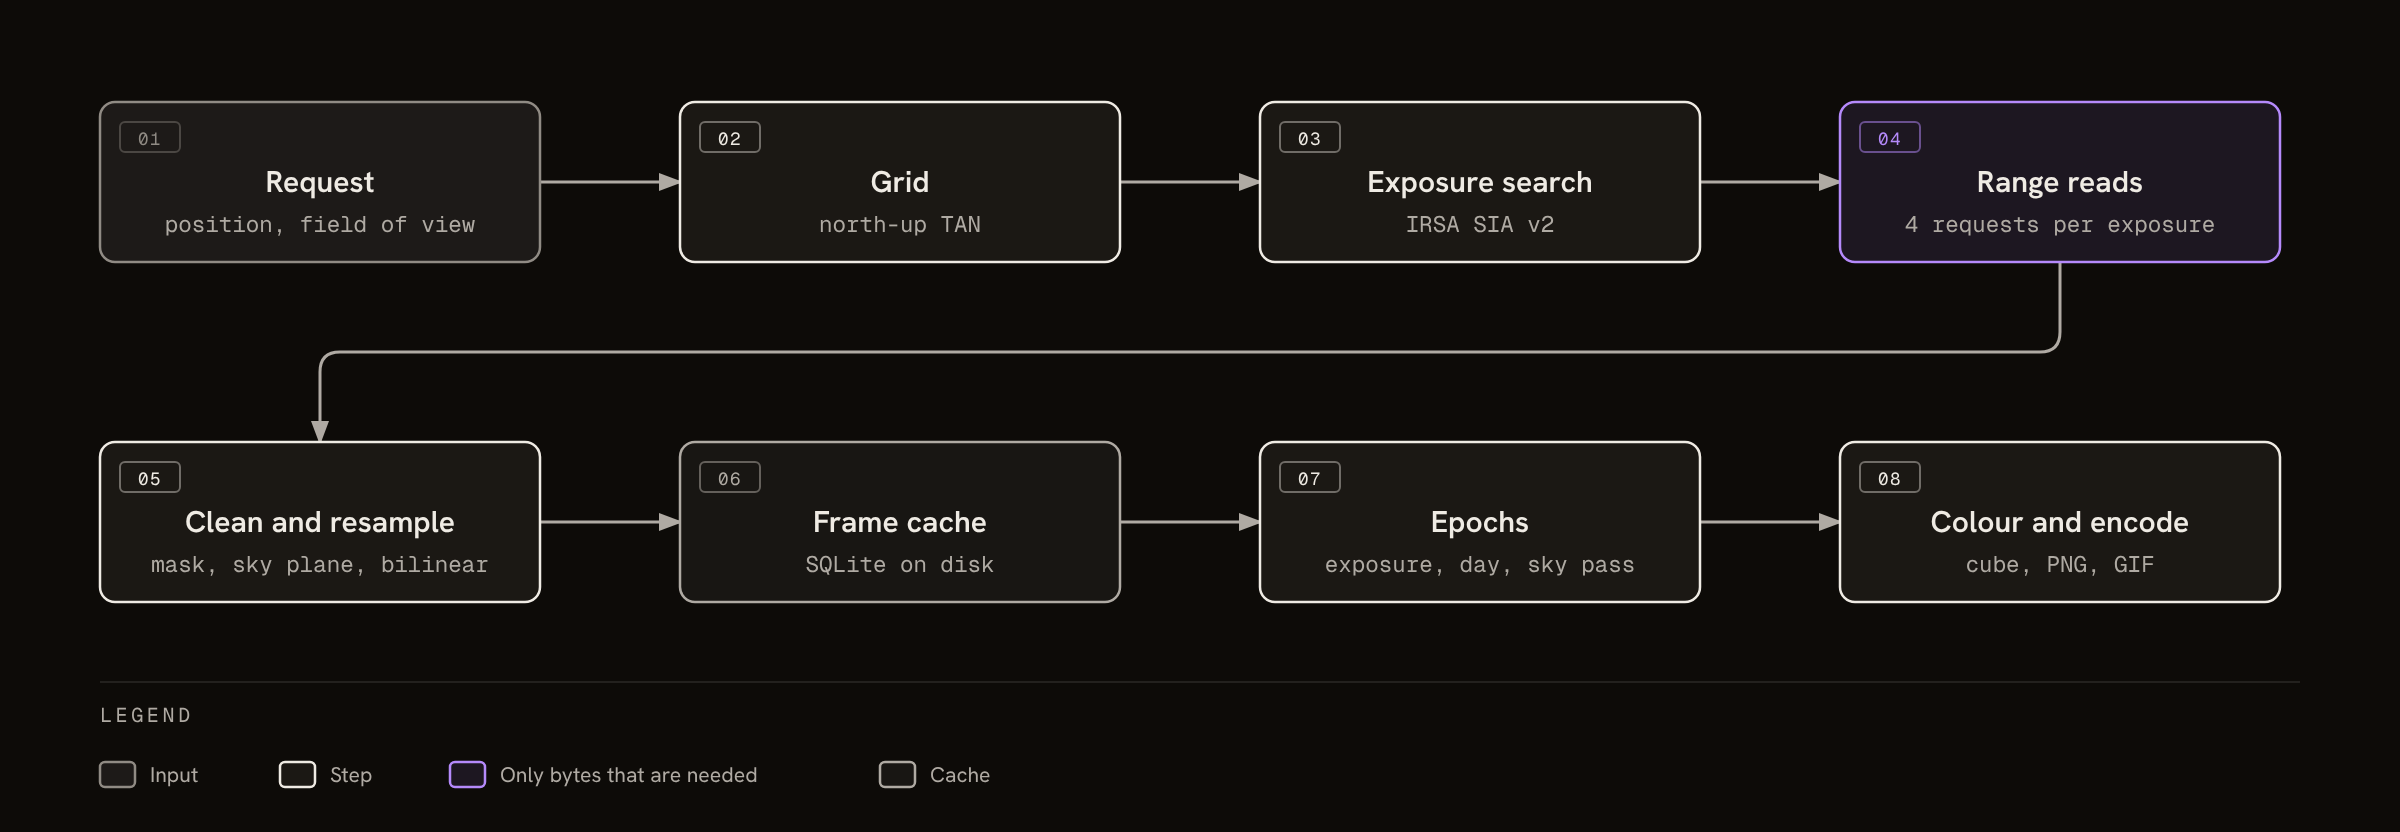 01
Request
position, field of view
02
Grid
north-up TAN
03
Exposure search
IRSA SIA v2
04
Range reads
4 requests per exposure
05
Clean and resample
mask, sky plane, bilinear
06
Frame cache
SQLite on disk
07
Epochs
exposure, day, sky pass
08
Colour and encode
cube, PNG, GIF
LEGEND
Input
Step
Only bytes that are needed
Cache